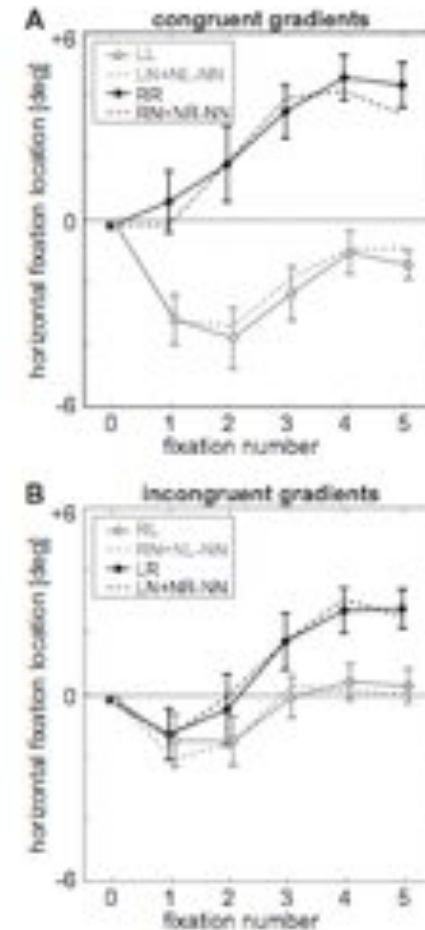 A congruent gradients
+6
LL
LN+NL-NN
RR
RN+NR-NN
0
-6
horizontal fixation location [deg]
0 1 2 3 4 5
fixation number
B incongruent gradients
+6
RL
RN+NL-NN
LR
LN+NR-NN
0
-6
horizontal fixation location [deg]
0 1 2 3 4 5
fixation number